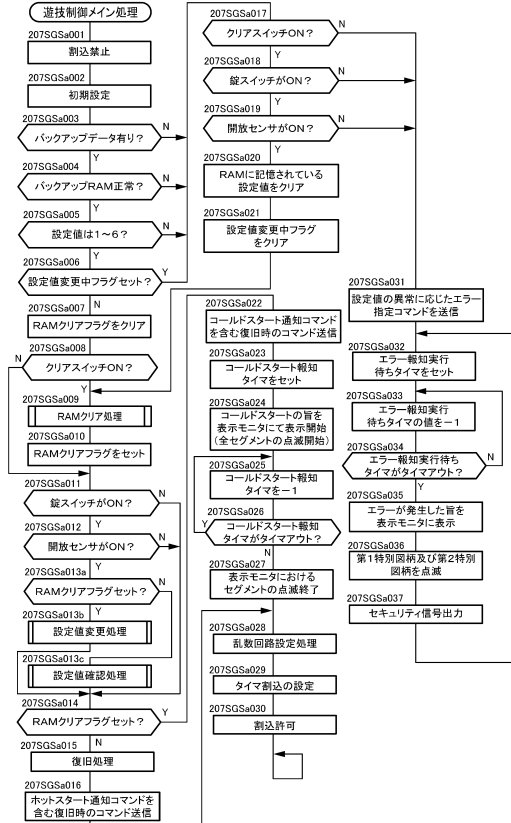 遊技制御メイン処理
207SGSa001
割込禁止
207SGSa002
初期設定
207SGSa003
バックアップデータ有り？
N
Y
207SGSa004
バックアップRAM正常？
N
Y
207SGSa005
設定値は1～6？
N
Y
207SGSa006
設定値変更中フラグセット？
Y
N
207SGSa007
RAMクリアフラグをクリア
207SGSa008
クリアスイッチON？
N
Y
207SGSa009
RAMクリア処理
207SGSa010
RAMクリアフラグをセット
207SGSa011
錠スイッチがON？
N
Y
207SGSa012
開放センサがON？
N
Y
207SGSa013a
RAMクリアフラグセット？
N
Y
207SGSa013b
設定値変更処理
207SGSa013c
設定値確認処理
207SGSa014
RAMクリアフラグセット？
Y
N
207SGSa015
復旧処理
207SGSa016
ホットスタート通知コマンドを
含む復旧時のコマンド送信
207SGSa017
クリアスイッチON？
N
Y
207SGSa018
錠スイッチがON？
N
Y
207SGSa019
開放センサがON？
N
Y
207SGSa020
RAMに記憶されている
設定値をクリア
207SGSa021
設定値変更中フラグ
をクリア
207SGSa022
コールドスタート通知コマンド
を含む復旧時のコマンド送信
207SGSa023
コールドスタート報知
タイマをセット
207SGSa024
コールドスタートの旨を
表示モニタにて表示開始
(全セグメントの点滅開始)
207SGSa025
コールドスタート報知
タイマを－1
207SGSa026
コールドスタート報知
タイマがタイマアウト？
Y
N
207SGSa027
表示モニタにおける
セグメントの点滅終了
207SGSa028
乱数回路設定処理
207SGSa029
タイマ割込の設定
207SGSa030
割込許可
207SGSa031
設定値の異常に応じたエラー
指定コマンドを送信
207SGSa032
エラー報知実行
待ちタイマをセット
207SGSa033
エラー報知実行
待ちタイマの値を－1
207SGSa034
エラー報知実行待ち
タイマがタイマアウト？
N
Y
207SGSa035
エラーが発生した旨を
表示モニタに表示
207SGSa036
第1特別図柄及び第2特別
図柄を点滅
207SGSa037
セキュリティ信号出力